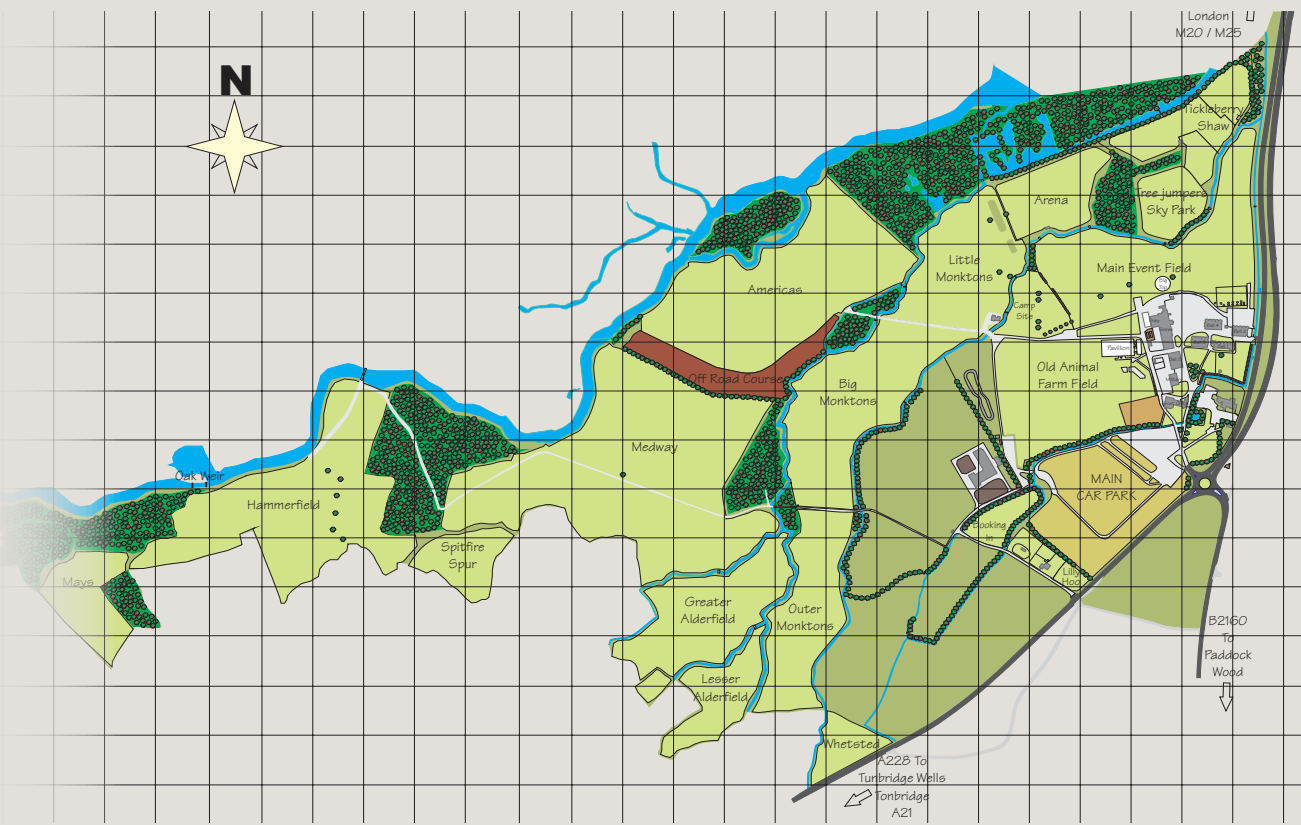 London
M20 / M25
N
Tickleberry
Shaw
Arena
Tree jumpers
Sky Park
Little
Monktons
Main Event Field
Americas
Camp
Site
Pavilion
Off Road Course
Old Animal
Farm Field
Big
Monktons
Medway
Oak Weir
MAIN
CAR PARK
Hammerfield
Booking
In
Spitfire
Spur
Mays
Lilly
Hoo
Greater
Alderfield
Outer
Monktons
B2160
To
Paddock
Wood
Lesser
Alderfield
Whetsted
A228 To
Tunbridge Wells
Tonbridge
A21